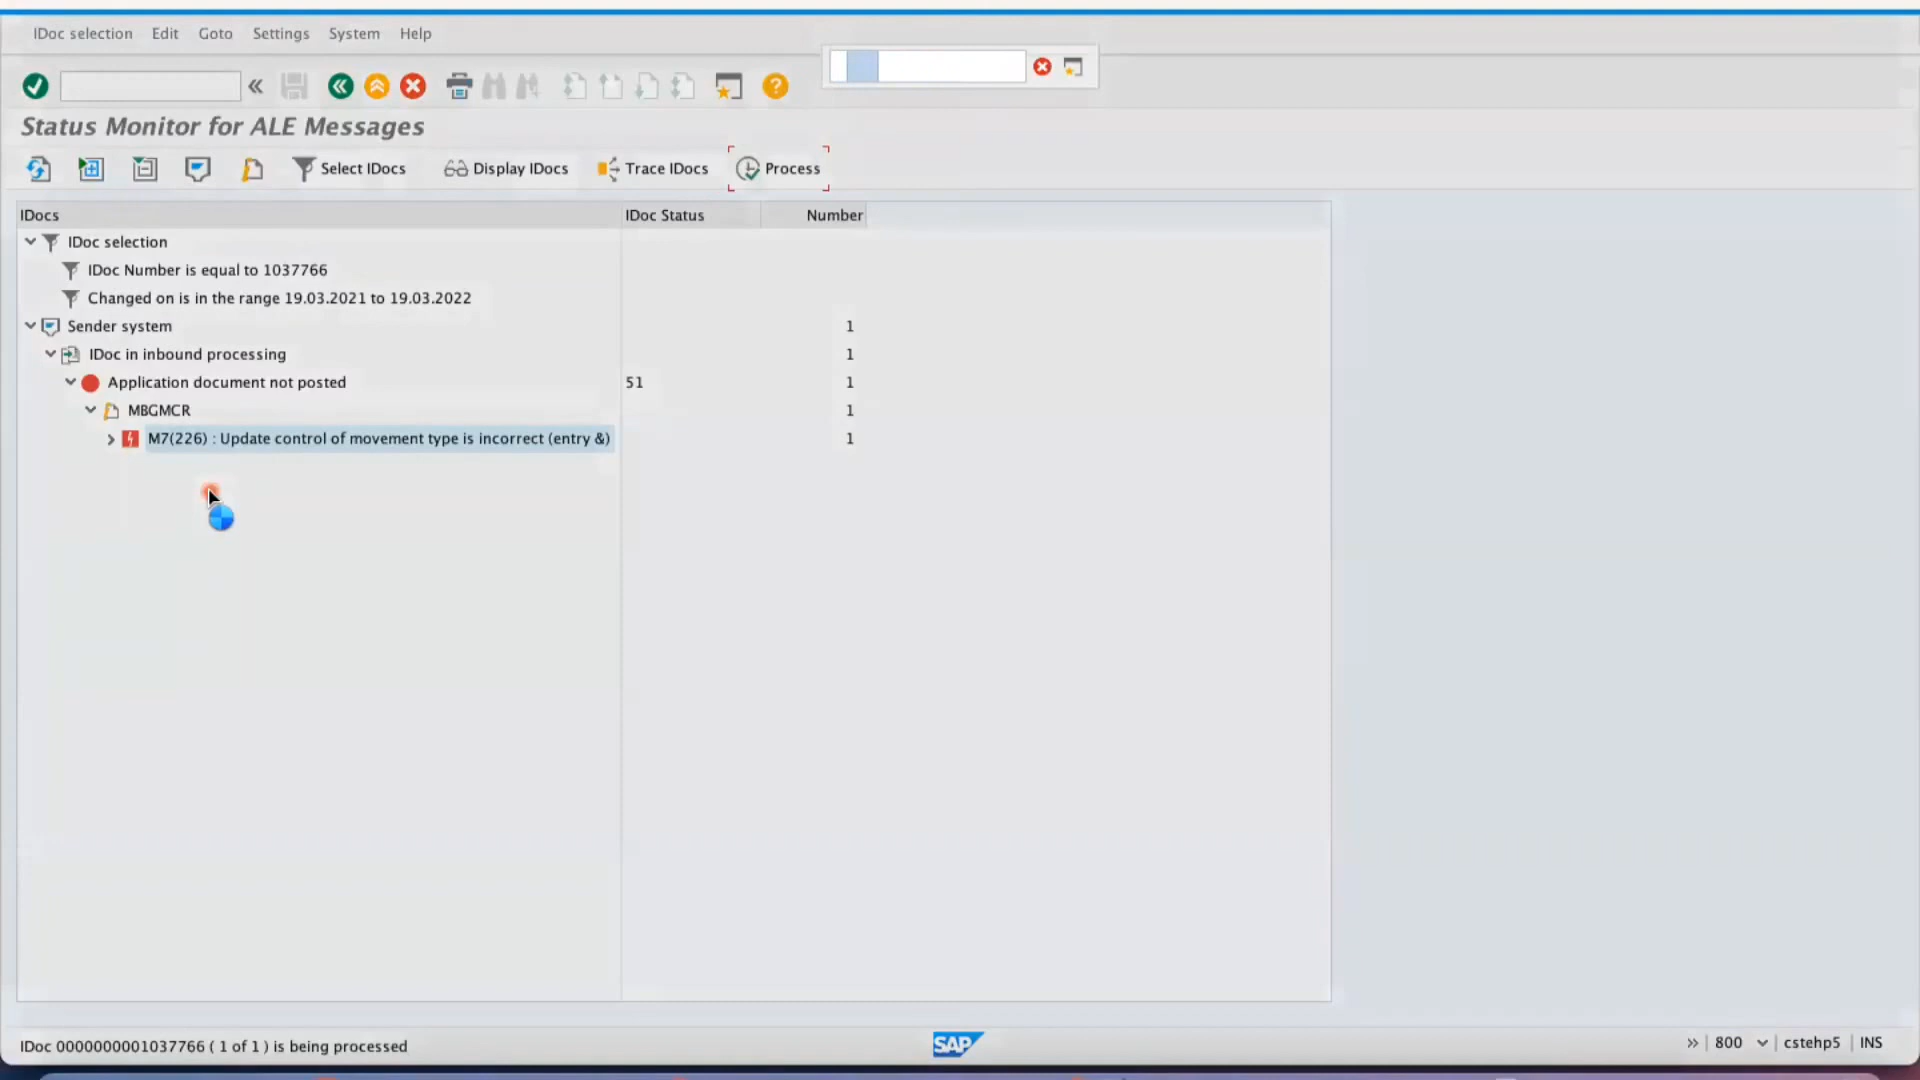 IDoc selection Edit Goto Settings System Help
Status Monitor for ALE Messages
Select IDocs Display IDocs Trace IDocs Process
IDocs IDoc Status Number
IDoc selection
IDoc Number is equal to 1037766
Changed on is in the range 19.03.2021 to 19.03.2022
Sender system 1
IDoc in inbound processing 1
Application document not posted 51 1
MBGMCR 1
M7(226) : Update control of movement type is incorrect (entry &) 1
IDoc 0000000001037766 ( 1 of 1 ) is being processed SAP 800 cstehp5 INS